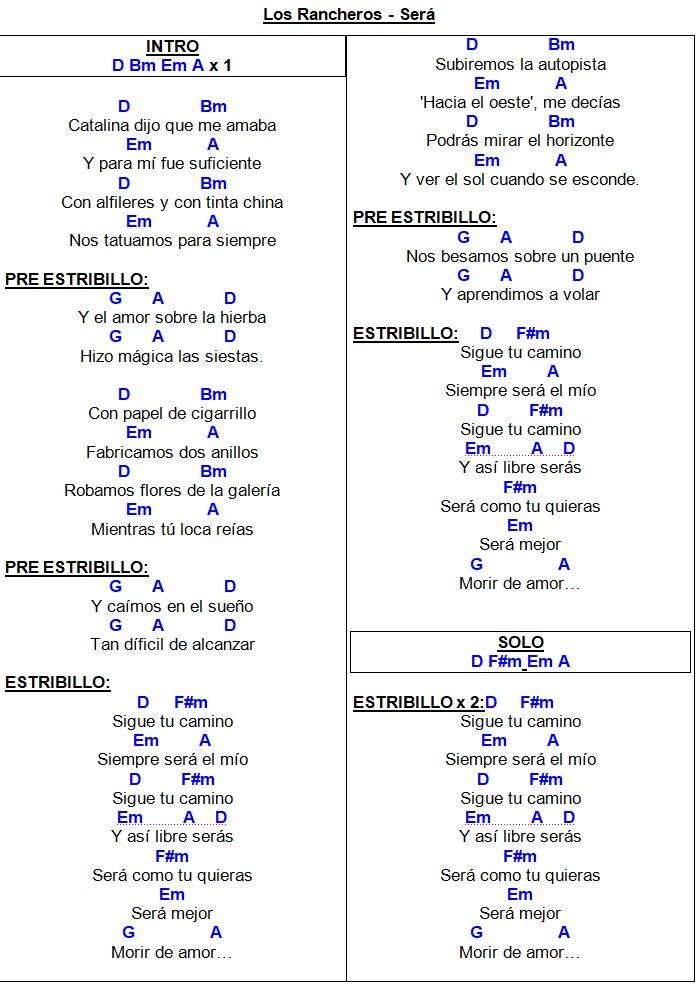 Los Rancheros - Será
INTRO
D Bm Em A x 1
D Bm
Catalina dijo que me amaba
Em A
Y para mí fue suficiente
D Bm
Con alfileres y con tinta china
Em A
Nos tatuamos para siempre
PRE ESTRIBILLO:
G A D
Y el amor sobre la hierba
G A D
Hizo mágica las siestas.
D Bm
Con papel de cigarrillo
Em A
Fabricamos dos anillos
D Bm
Robamos flores de la galería
Em A
Mientras tú loca reías
PRE ESTRIBILLO:
G A D
Y caímos en el sueño
G A D
Tan díficil de alcanzar
ESTRIBILLO:
D F#m
Sigue tu camino
Em A
Siempre será el mío
D F#m
Sigue tu camino
Em A D
Y así libre serás
F#m
Será como tu quieras
Em
Será mejor
G A
Morir de amor…
D Bm
Subiremos la autopista
Em A
'Hacia el oeste', me decías
D Bm
Podrás mirar el horizonte
Em A
Y ver el sol cuando se esconde.
PRE ESTRIBILLO:
G A D
Nos besamos sobre un puente
G A D
Y aprendimos a volar
ESTRIBILLO: D F#m
Sigue tu camino
Em A
Siempre será el mío
D F#m
Sigue tu camino
Em A D
Y así libre serás
F#m
Será como tu quieras
Em
Será mejor
G A
Morir de amor…
SOLO
D F#m Em A
ESTRIBILLO x 2:D F#m
Sigue tu camino
Em A
Siempre será el mío
D F#m
Sigue tu camino
Em A D
Y así libre serás
F#m
Será como tu quieras
Em
Será mejor
G A
Morir de amor…